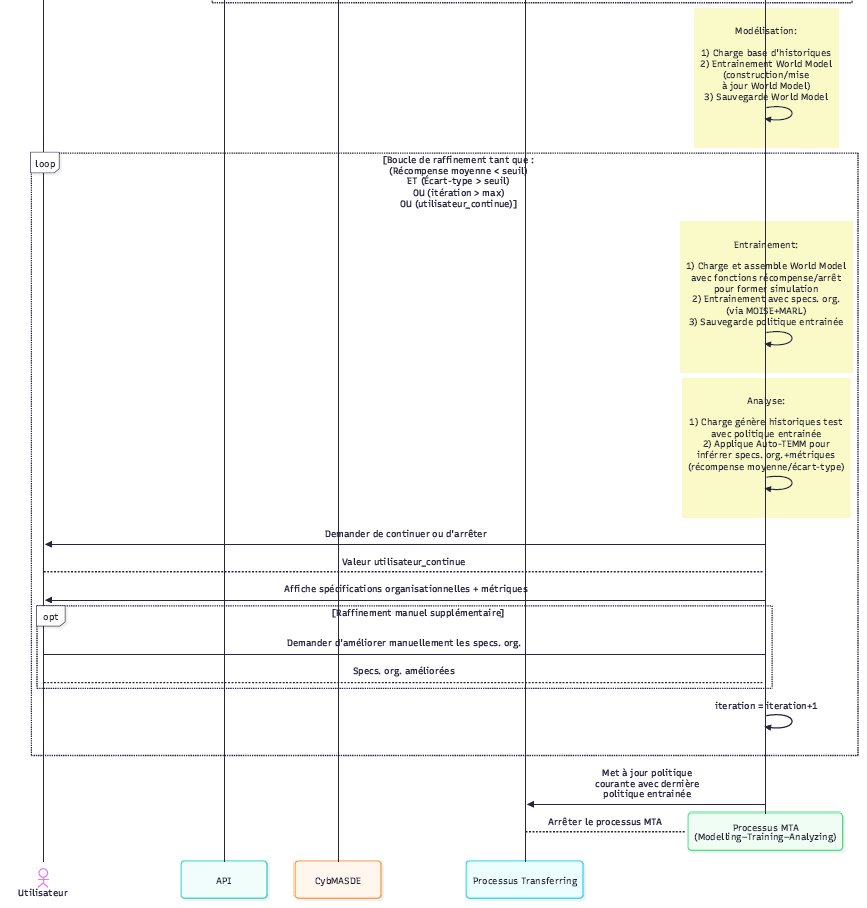 Modélisation:
1) Charge base d'historiques
2) Entrainement World Model
(construction/mise
à jour World Model)
3) Sauvegarde World Model
loop
[Boucle de raffinement tant que :
(Récompense moyenne < seuil)
ET (Écart-type > seuil)
OU (itération > max)
OU (utilisateur_continue)]
Entrainement:
1) Charge et assemble World Model
avec fonctions récompense/arrêt
pour former simulation
2) Entrainement avec specs. org.
(via MOISE+MARL)
3) Sauvegarde politique entrainée
Analyse:
1) Charge génère historiques test
avec politique entrainée
2) Applique Auto-TEMM pour
inférrer specs. org.+métriques
(récompense moyenne/écart-type)
Demander de continuer ou d'arrêter
Valeur utilisateur_continue
Affiche spécifications organisationnelles + métriques
opt
[Raffinement manuel supplémentaire]
Demander d'améliorer manuellement les specs. org.
Specs. org. améliorées
iteration = iteration+1
Met à jour politique
courante avec dernière
politique entrainée
Arrêter le processus MTA
Processus MTA
(Modelling–Training–Analyzing)
Utilisateur
API
CybMASDE
Processus Transferring